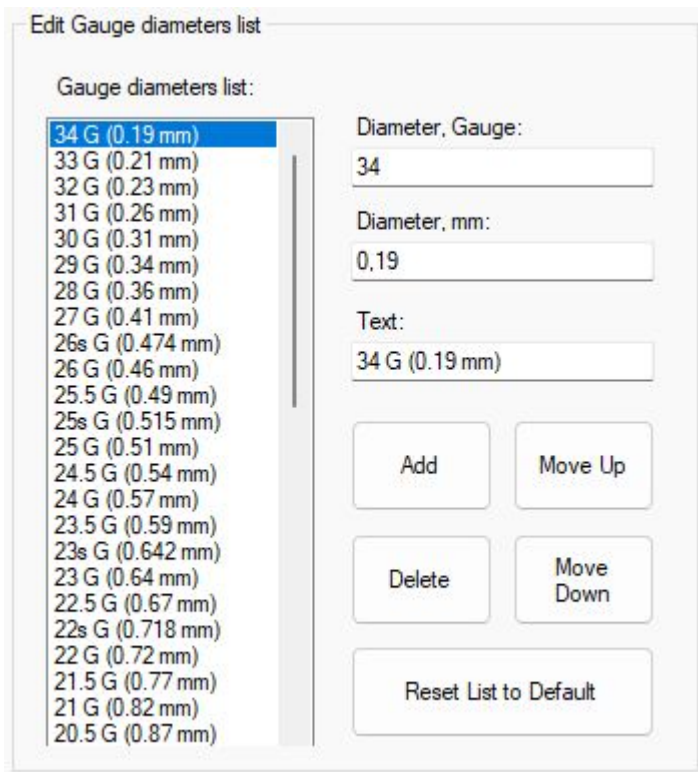 Edit Gauge diameters list
Gauge diameters list:
34 G (0.19 mm)
33 G (0.21 mm)
32 G (0.23 mm)
31 G (0.26 mm)
30 G (0.31 mm)
29 G (0.34 mm)
28 G (0.36 mm)
27 G (0.41 mm)
26s G (0.474 mm)
26 G (0.46 mm)
25.5 G (0.49 mm)
25s G (0.515 mm)
25 G (0.51 mm)
24.5 G (0.54 mm)
24 G (0.57 mm)
23.5 G (0.59 mm)
23s G (0.642 mm)
23 G (0.64 mm)
22.5 G (0.67 mm)
22s G (0.718 mm)
22 G (0.72 mm)
21.5 G (0.77 mm)
21 G (0.82 mm)
20.5 G (0.87 mm)
Diameter, Gauge:
34
Diameter, mm:
0,19
Text:
34 G (0.19 mm)
Add
Move Up
Delete
Move
Down
Reset List to Default